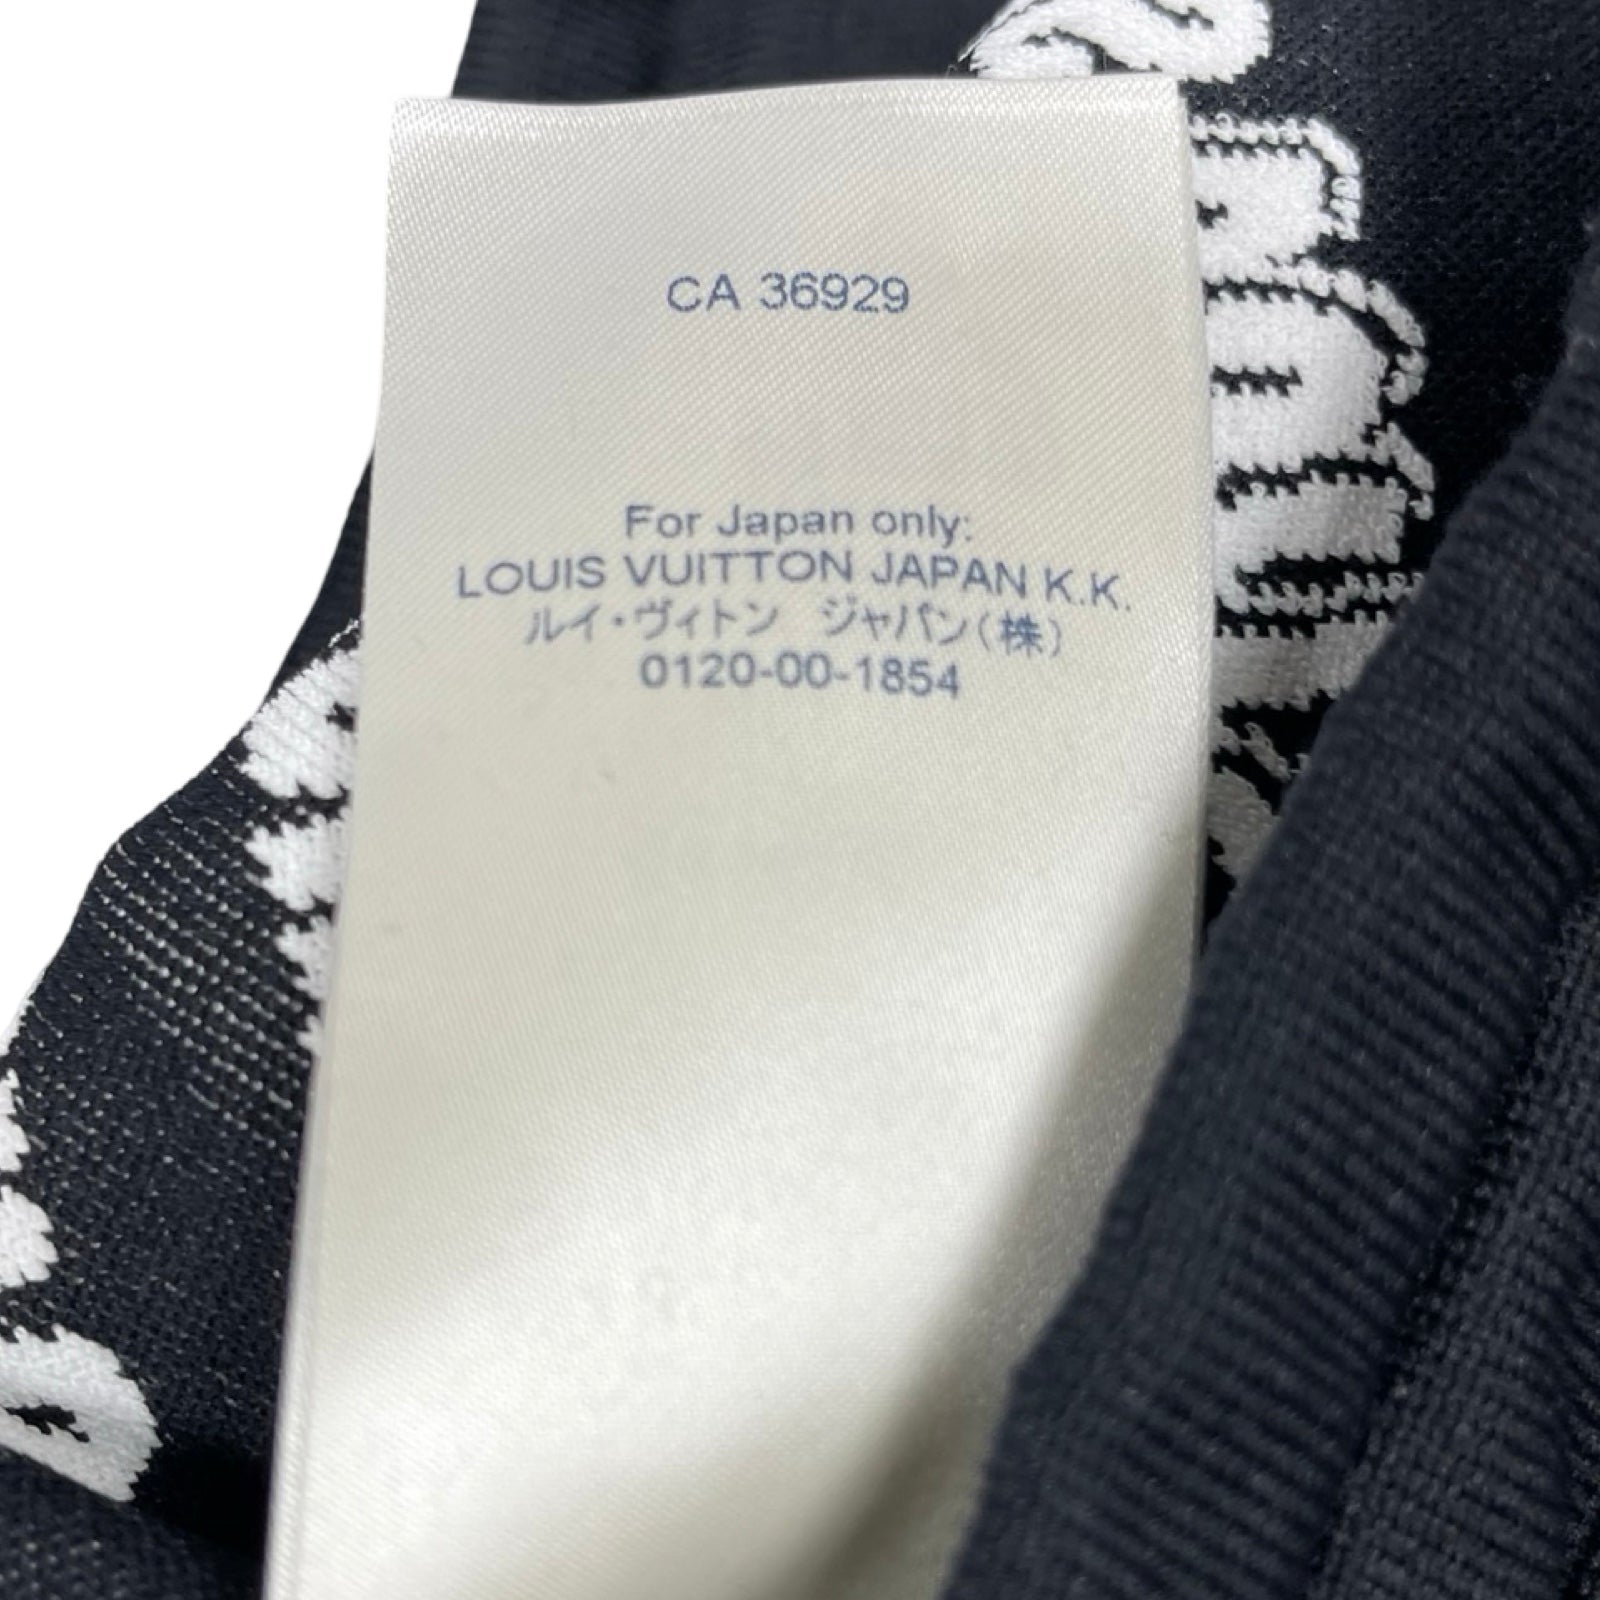 CA 36929
For Japan only:
LOUIS VUITTON JAPAN K.K.
ルイ・ヴィトン　ジャパン(株)
0120-00-1854